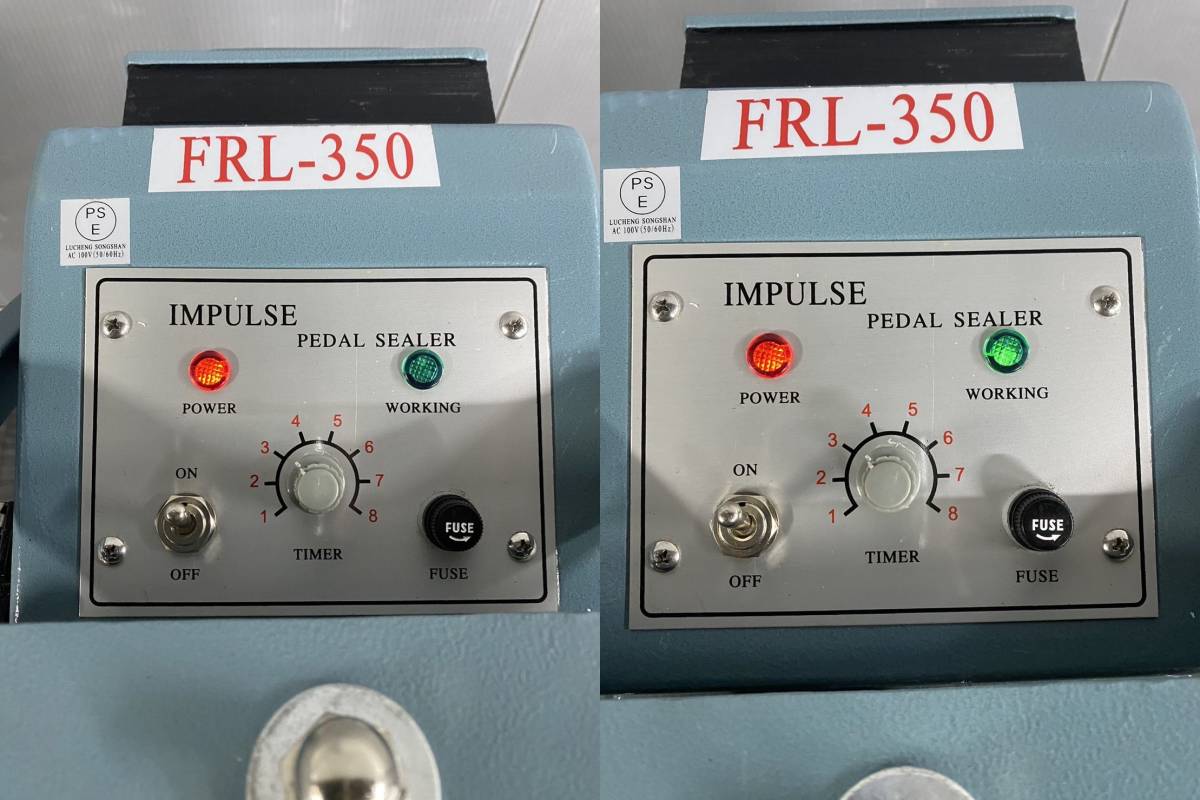 FRL-350
PS
E
LUCHENG SONGSHAN
AC 100V(50/60Hz)
IMPULSE
PEDAL SEALER
POWER
WORKING
ON
OFF
1
2
3
4
5
6
7
8
TIMER
FUSE
FUSE
FRL-350
PS
E
LUCHENG SONGSHAN
AC 100V(50/60Hz)
IMPULSE
PEDAL SEALER
POWER
WORKING
ON
OFF
1
2
3
4
5
6
7
8
TIMER
FUSE
FUSE